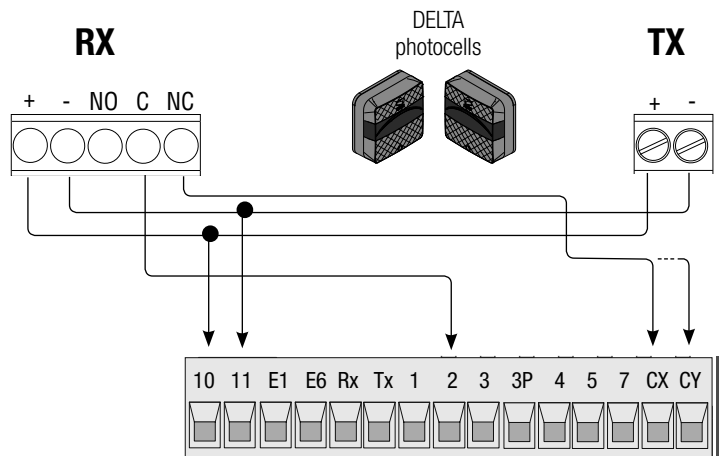 DELTA
photocells
RX
TX
+ - NO C NC
+ -
10 11 E1 E6 Rx Tx 1 2 3 3P 4 5 7 CX CY